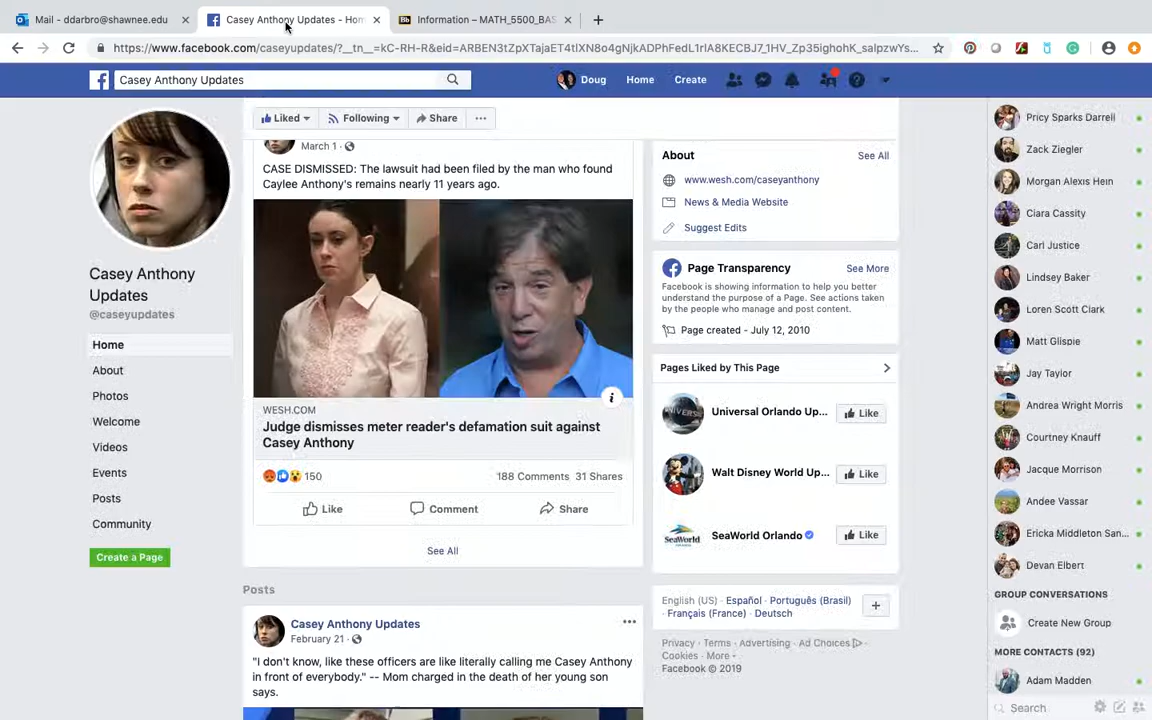 Mail - ddarbro@shawnee.edu
Casey Anthony Updates - Hom
Information – MATH_5500_BAS
https://www.facebook.com/caseyupdates/?__tn__=kC-RH-R&eid=ARBEN3tZpXTajaET4tlXN8o4gNjkADPhFedL1rlA8KECBJ7_1HV_Zp35ighohK_salpzwYs...
Casey Anthony Updates
Doug
Home
Create
Liked
Following
Share
March 1
CASE DISMISSED: The lawsuit had been filed by the man who found
Caylee Anthony's remains nearly 11 years ago.
WESH.COM
Judge dismisses meter reader's defamation suit against
Casey Anthony
150
188 Comments 31 Shares
Like
Comment
Share
See All
Posts
Casey Anthony Updates
February 21
"I don't know, like these officers are like literally calling me Casey Anthony
in front of everybody." -- Mom charged in the death of her young son
says.
Casey Anthony
Updates
@caseyupdates
Home
About
Photos
Welcome
Videos
Events
Posts
Community
Create a Page
About
See All
www.wesh.com/caseyanthony
News & Media Website
Suggest Edits
Page Transparency
See More
Facebook is showing information to help you better
understand the purpose of a Page. See actions taken
by the people who manage and post content.
Page created - July 12, 2010
Pages Liked by This Page
UNIVERS
Universal Orlando Up...
Like
Walt Disney World Up...
Like
SeaWorld
SeaWorld Orlando
Like
English (US) · Español · Português (Brasil) ·
Français (France) · Deutsch
Privacy · Terms · Advertising · Ad Choices ·
Cookies · More
Facebook © 2019
Pricy Sparks Darrell
Zack Ziegler
Morgan Alexis Hein
Ciara Cassity
Carl Justice
Lindsey Baker
Loren Scott Clark
Matt Glispie
Jay Taylor
Andrea Wright Morris
Courtney Knauff
Jacque Morrison
Andee Vassar
Ericka Middleton San...
Devan Elbert
GROUP CONVERSATIONS
Create New Group
MORE CONTACTS (92)
Adam Madden
Search